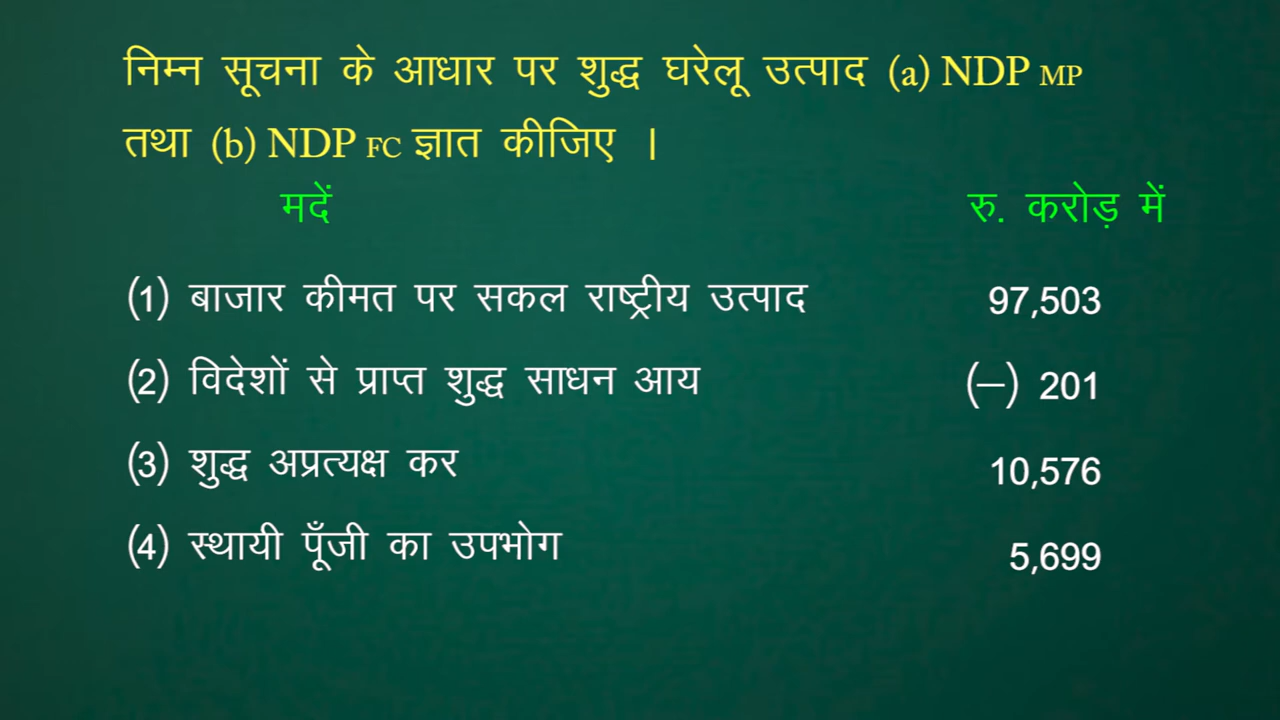 निम्न सूचना के आधार पर शुद्ध घरेलू उत्पाद (a) NDP MP
तथा (b) NDP FC ज्ञात कीजिए ।
मदें रु. करोड़ में
(1) बाजार कीमत पर सकल राष्ट्रीय उत्पाद 97,503
(2) विदेशों से प्राप्त शुद्ध साधन आय (–) 201
(3) शुद्ध अप्रत्यक्ष कर 10,576
(4) स्थायी पूँजी का उपभोग 5,699